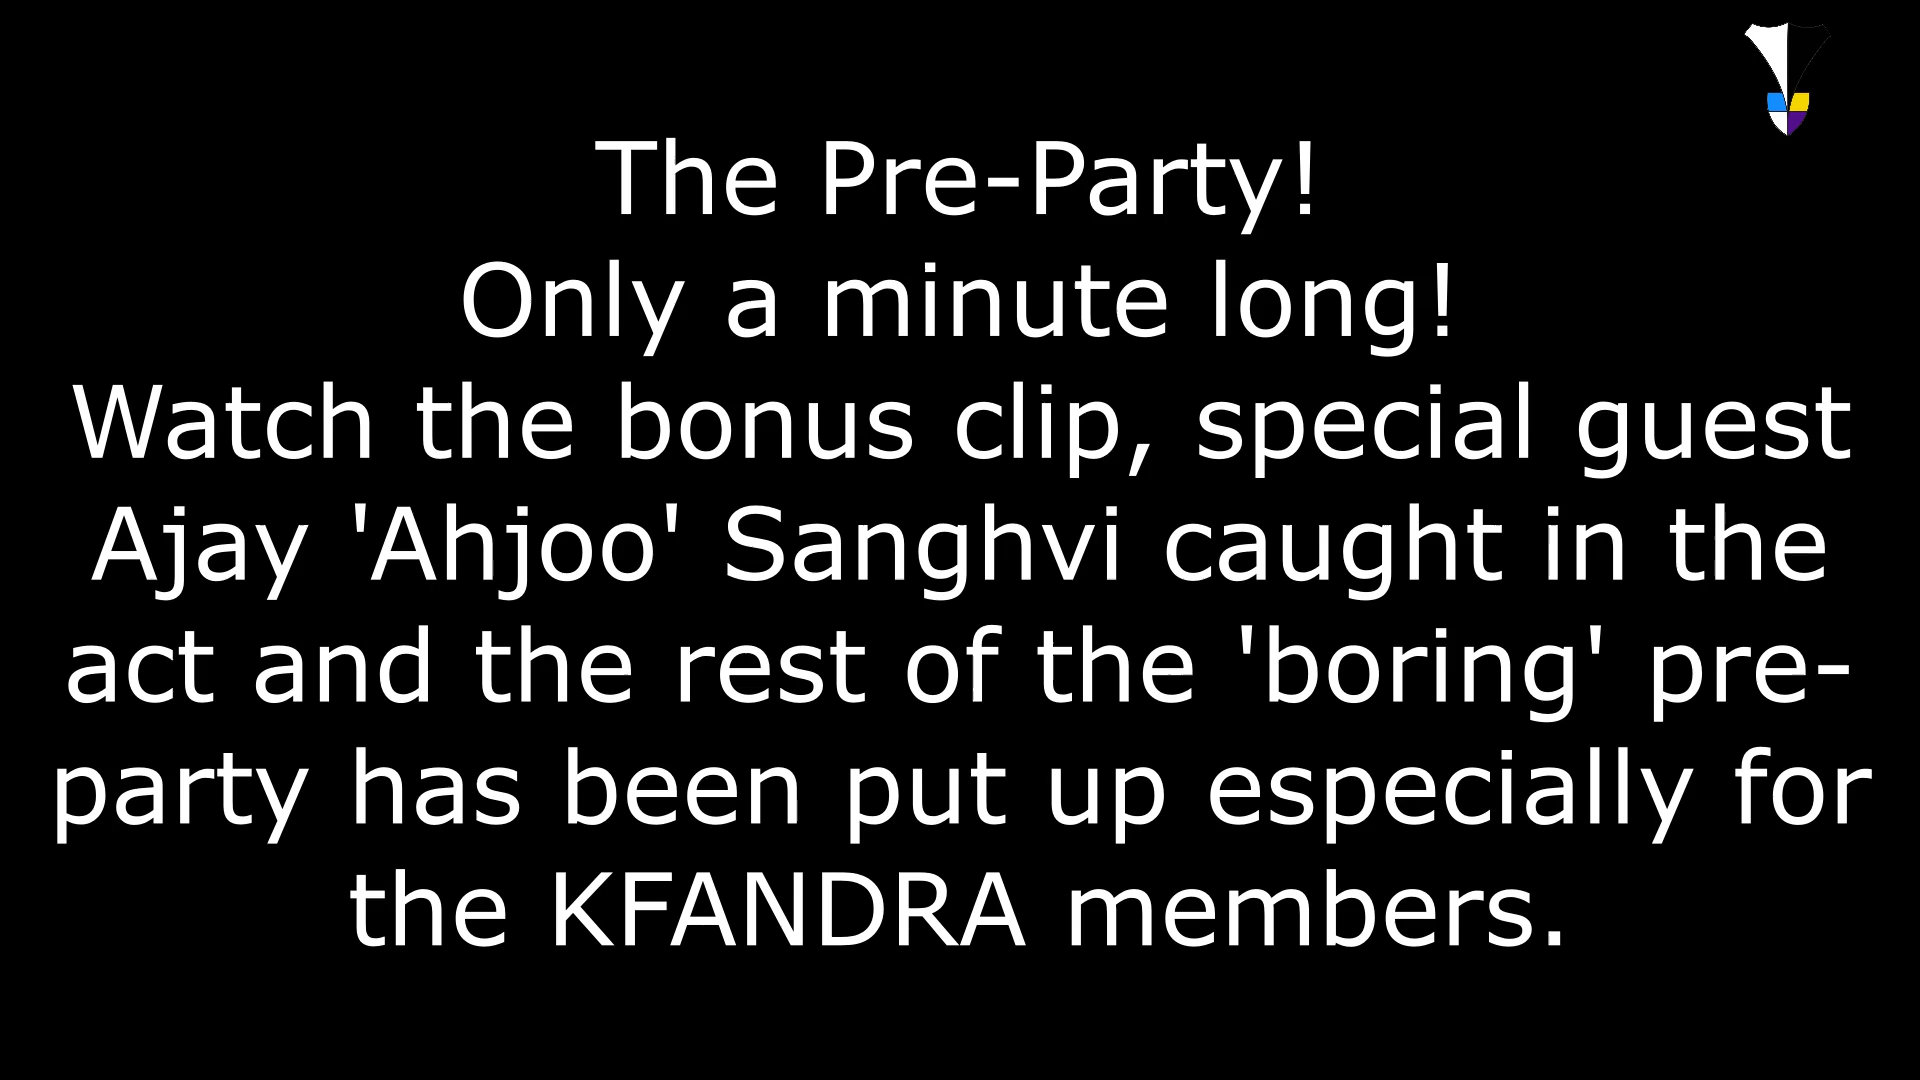 The Pre-Party!
Only a minute long!
Watch the bonus clip, special guest
Ajay 'Ahjoo' Sanghvi caught in the
act and the rest of the 'boring' pre-
party has been put up especially for
the KFANDRA members.